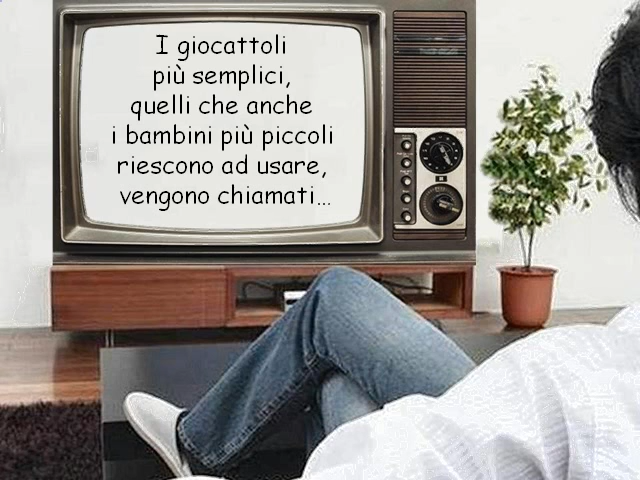 I giocattoli
più semplici,
quelli che anche
i bambini più piccoli
riescono ad usare,
vengono chiamati...